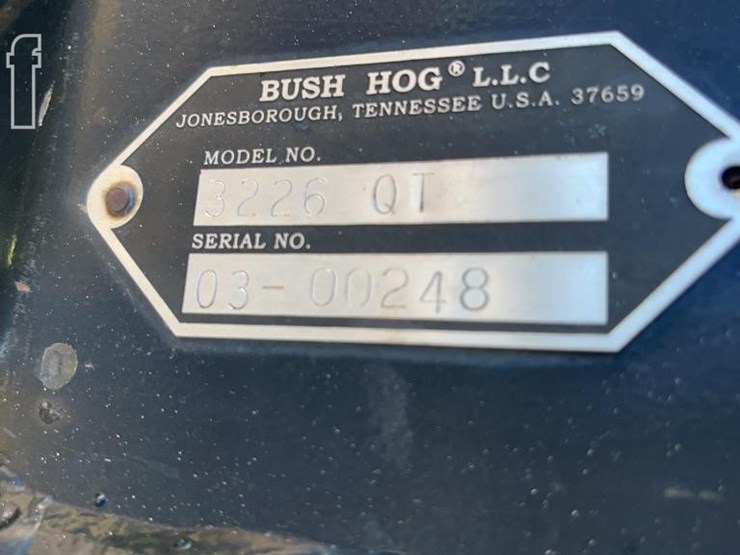 f
BUSH HOG® L.L.C
JONESBOROUGH, TENNESSEE U.S.A. 37659
MODEL NO.
3226 QT
SERIAL NO.
03-00248